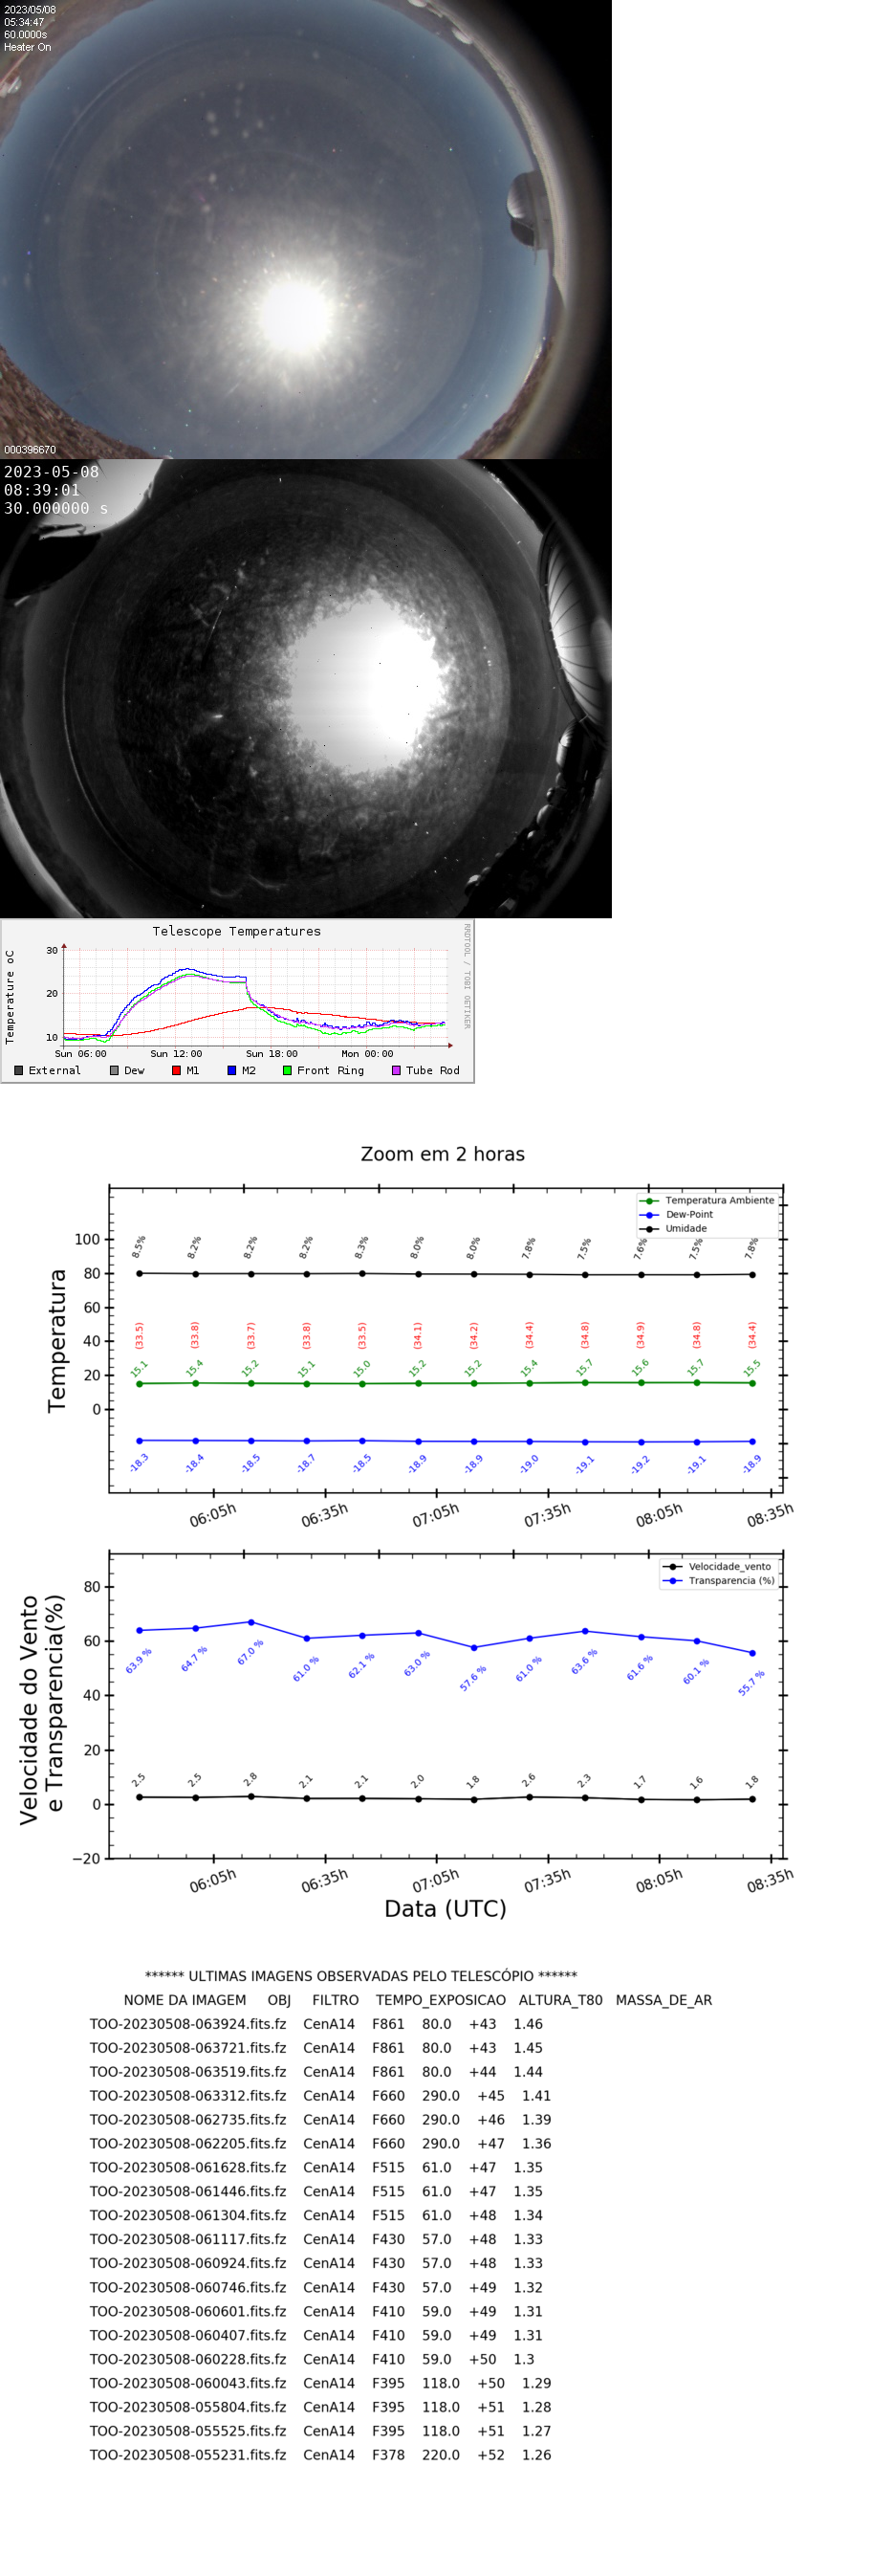 2023/05/08
05:34:47
60.0000s
Heater On
000396670
2023-05-08
08:39:01
30.000000 s
Telescope Temperatures
RRDTOOL / TOBI OETIKER
Temperature oC
30
20
10
Sun 06:00 Sun 12:00 Sun 18:00 Mon 00:00
External Dew M1 M2 Front Ring Tube Rod
Zoom em 2 horas
Temperatura Ambiente
Dew-Point
Umidade
Temperatura
100
80
60
40
20
0
8.5% 8.2% 8.2% 8.2% 8.3% 8.0% 8.0% 7.8% 7.5% 7.6% 7.5% 7.8%
(33.5) (33.8) (33.7) (33.8) (33.5) (34.1) (34.2) (34.4) (34.8) (34.9) (34.8) (34.4)
15.1 15.4 15.2 15.1 15.0 15.2 15.2 15.4 15.7 15.6 15.7 15.5
-18.3 -18.4 -18.5 -18.7 -18.5 -18.9 -18.9 -19.0 -19.1 -19.2 -19.1 -18.9
06:05h 06:35h 07:05h 07:35h 08:05h 08:35h
Velocidade_vento
Transparencia (%)
Velocidade do Vento
e Transparencia(%)
80
60
40
20
0
−20
63.9 % 64.7 % 67.0 % 61.0 % 62.1 % 63.0 % 57.6 % 61.0 % 63.6 % 61.6 % 60.1 % 55.7 %
2.5 2.5 2.8 2.1 2.1 2.0 1.8 2.6 2.3 1.7 1.6 1.8
06:05h 06:35h 07:05h 07:35h 08:05h 08:35h
Data (UTC)
****** ULTIMAS IMAGENS OBSERVADAS PELO TELESCÓPIO ******
NOME DA IMAGEM OBJ FILTRO TEMPO_EXPOSICAO ALTURA_T80 MASSA_DE_AR
TOO-20230508-063924.fits.fz CenA14 F861 80.0 +43 1.46
TOO-20230508-063721.fits.fz CenA14 F861 80.0 +43 1.45
TOO-20230508-063519.fits.fz CenA14 F861 80.0 +44 1.44
TOO-20230508-063312.fits.fz CenA14 F660 290.0 +45 1.41
TOO-20230508-062735.fits.fz CenA14 F660 290.0 +46 1.39
TOO-20230508-062205.fits.fz CenA14 F660 290.0 +47 1.36
TOO-20230508-061628.fits.fz CenA14 F515 61.0 +47 1.35
TOO-20230508-061446.fits.fz CenA14 F515 61.0 +47 1.35
TOO-20230508-061304.fits.fz CenA14 F515 61.0 +48 1.34
TOO-20230508-061117.fits.fz CenA14 F430 57.0 +48 1.33
TOO-20230508-060924.fits.fz CenA14 F430 57.0 +48 1.33
TOO-20230508-060746.fits.fz CenA14 F430 57.0 +49 1.32
TOO-20230508-060601.fits.fz CenA14 F410 59.0 +49 1.31
TOO-20230508-060407.fits.fz CenA14 F410 59.0 +49 1.31
TOO-20230508-060228.fits.fz CenA14 F410 59.0 +50 1.3
TOO-20230508-060043.fits.fz CenA14 F395 118.0 +50 1.29
TOO-20230508-055804.fits.fz CenA14 F395 118.0 +51 1.28
TOO-20230508-055525.fits.fz CenA14 F395 118.0 +51 1.27
TOO-20230508-055231.fits.fz CenA14 F378 220.0 +52 1.26